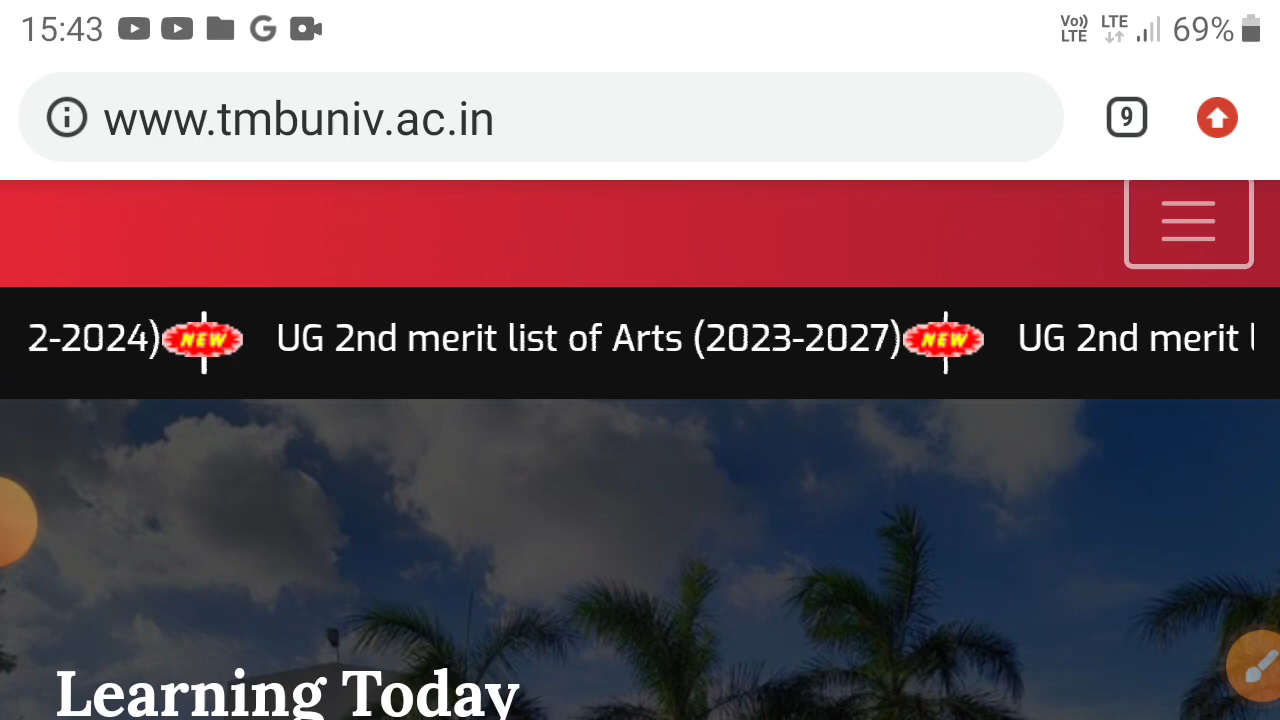 15:43 Vo)) LTE LTE 69%
www.tmbuniv.ac.in 9
2-2024) NEW UG 2nd merit list of Arts (2023-2027) NEW UG 2nd merit l
Learning Today